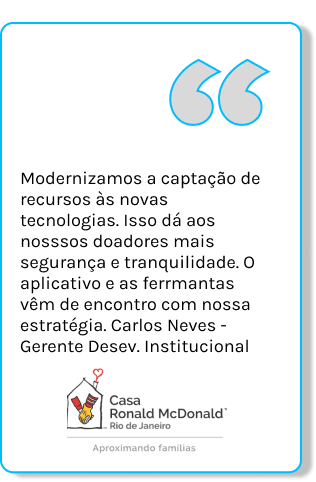 Modernizamos a captação de
recursos às novas
tecnologias. Isso dá aos
nosssos doadores mais
segurança e tranquilidade. O
aplicativo e as ferrmantas
vêm de encontro com nossa
estratégia. Carlos Neves -
Gerente Desev. Institucional
Casa
Ronald McDonald™
Rio de Janeiro
Aproximando famílias